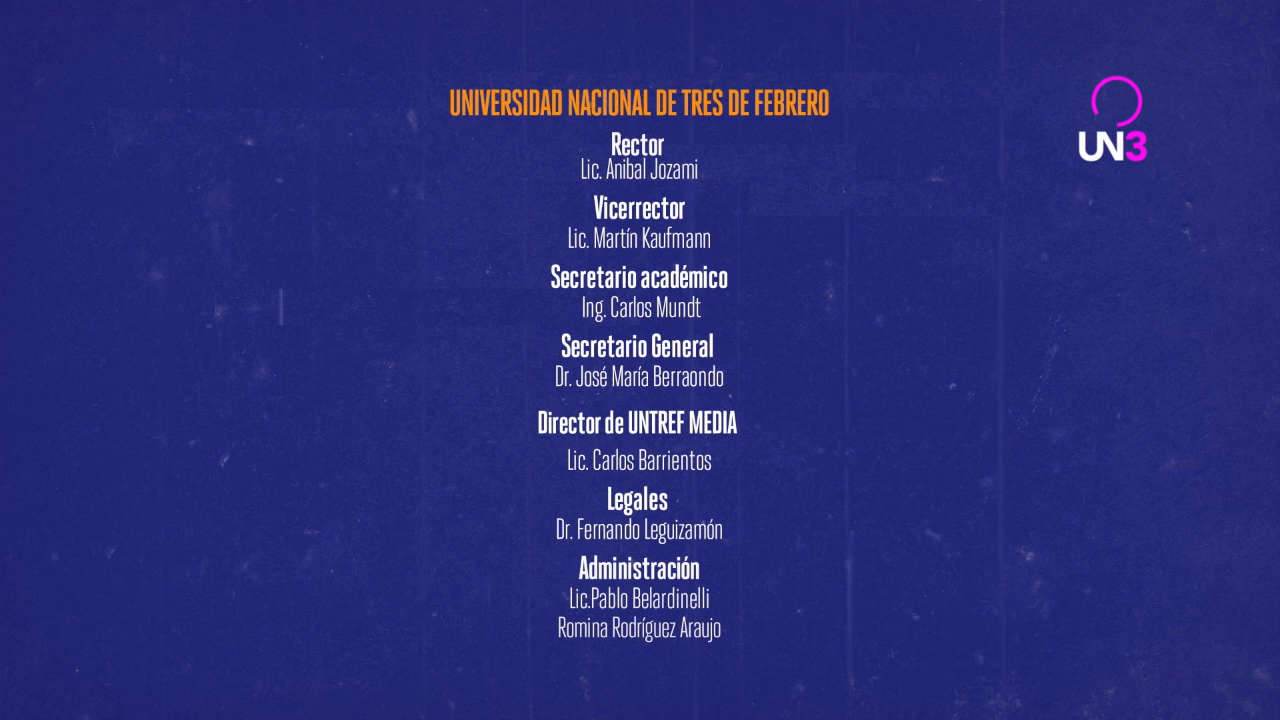 UNIVERSIDAD NACIONAL DE TRES DE FEBRERO
UN3
Rector
Lic. Anibal Jozami
Vicerrector
Lic. Martín Kaufmann
Secretario académico
Ing. Carlos Mundt
Secretario General
Dr. José María Berraondo
Director de UNTREF MEDIA
Lic. Carlos Barrientos
Legales
Dr. Fernando Leguizamón
Administración
Lic.Pablo Belardinelli
Romina Rodríguez Araujo